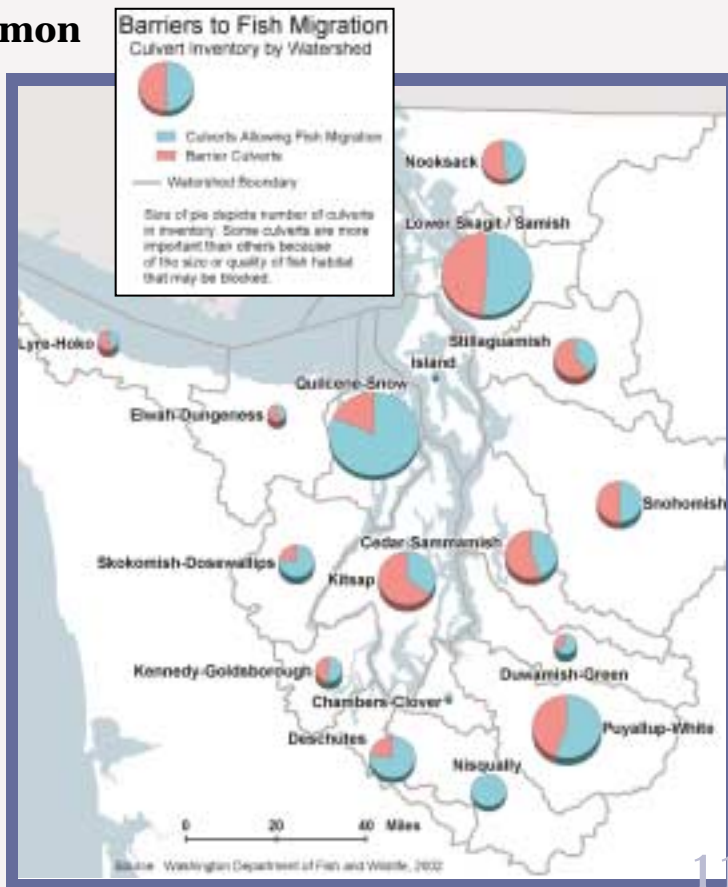 mon
Barriers to Fish Migration
Culvert Inventory by Watershed
Culverts Allowing Fish Migration
Barrier Culverts
Watershed Boundary
Size of pie depicts number of culverts
in inventory. Some culverts are more
important than others because
of the size or quality of fish habitat
that may be blocked.
Nooksack
Lower Skagit / Samish
Lyre-Hoko
Stillaguamish
Island
Quilcene-Snow
Elwah-Dungeness
Snohomish
Cedar-Sammamish
Skokomish-Dosewallips
Kitsap
Kennedy-Goldsborough
Duwamish-Green
Chambers-Clover
Puyallup-White
Deschutes
Nisqually
0 20 40 Miles
Source: Washington Department of Fish and Wildlife, 2002
11